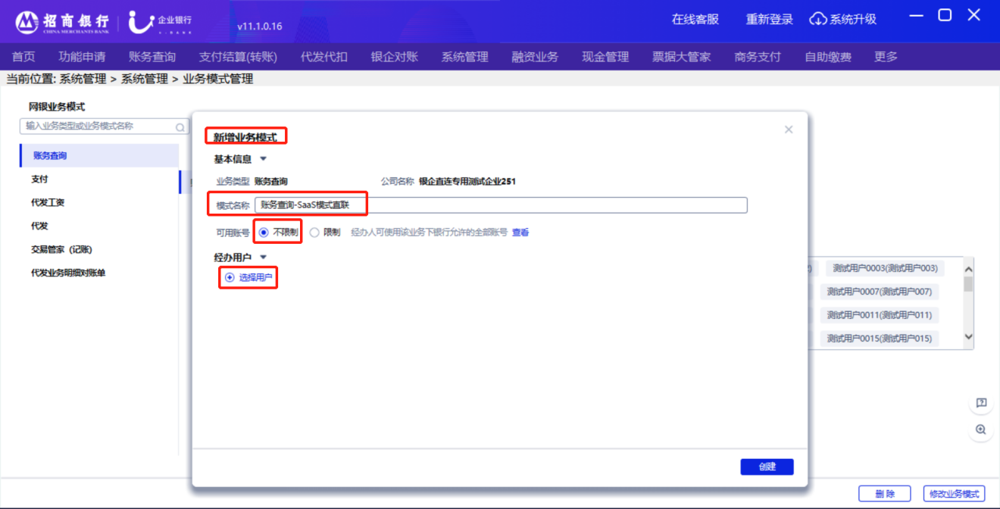 招商银行 企业银行 v11.1.0.16 在线客服 重新登录 系统升级
CHINA MERCHANTS BANK
首页 功能申请 账务查询 支付结算(转账) 代发代扣 银企对账 系统管理 融资业务 现金管理 票据大管家 商务支付 自助缴费 更多
当前位置: 系统管理 > 系统管理 > 业务模式管理
网银业务模式
输入业务类型或业务模式名称
账务查询
支付
代发工资
代发
交易管家（记账）
代发业务明细对账单
新增业务模式
基本信息
业务类型 账务查询 公司名称 银企直连专用测试企业251
模式名称 账务查询-SaaS模式直联
可用账号 不限制 限制 经办人可使用该业务下银行允许的全部账号 查看
经办用户
选择用户
创建
测试用户0003(测试用户003)
测试用户0007(测试用户007)
测试用户0011(测试用户011)
测试用户0015(测试用户015)
删 除 修改业务模式